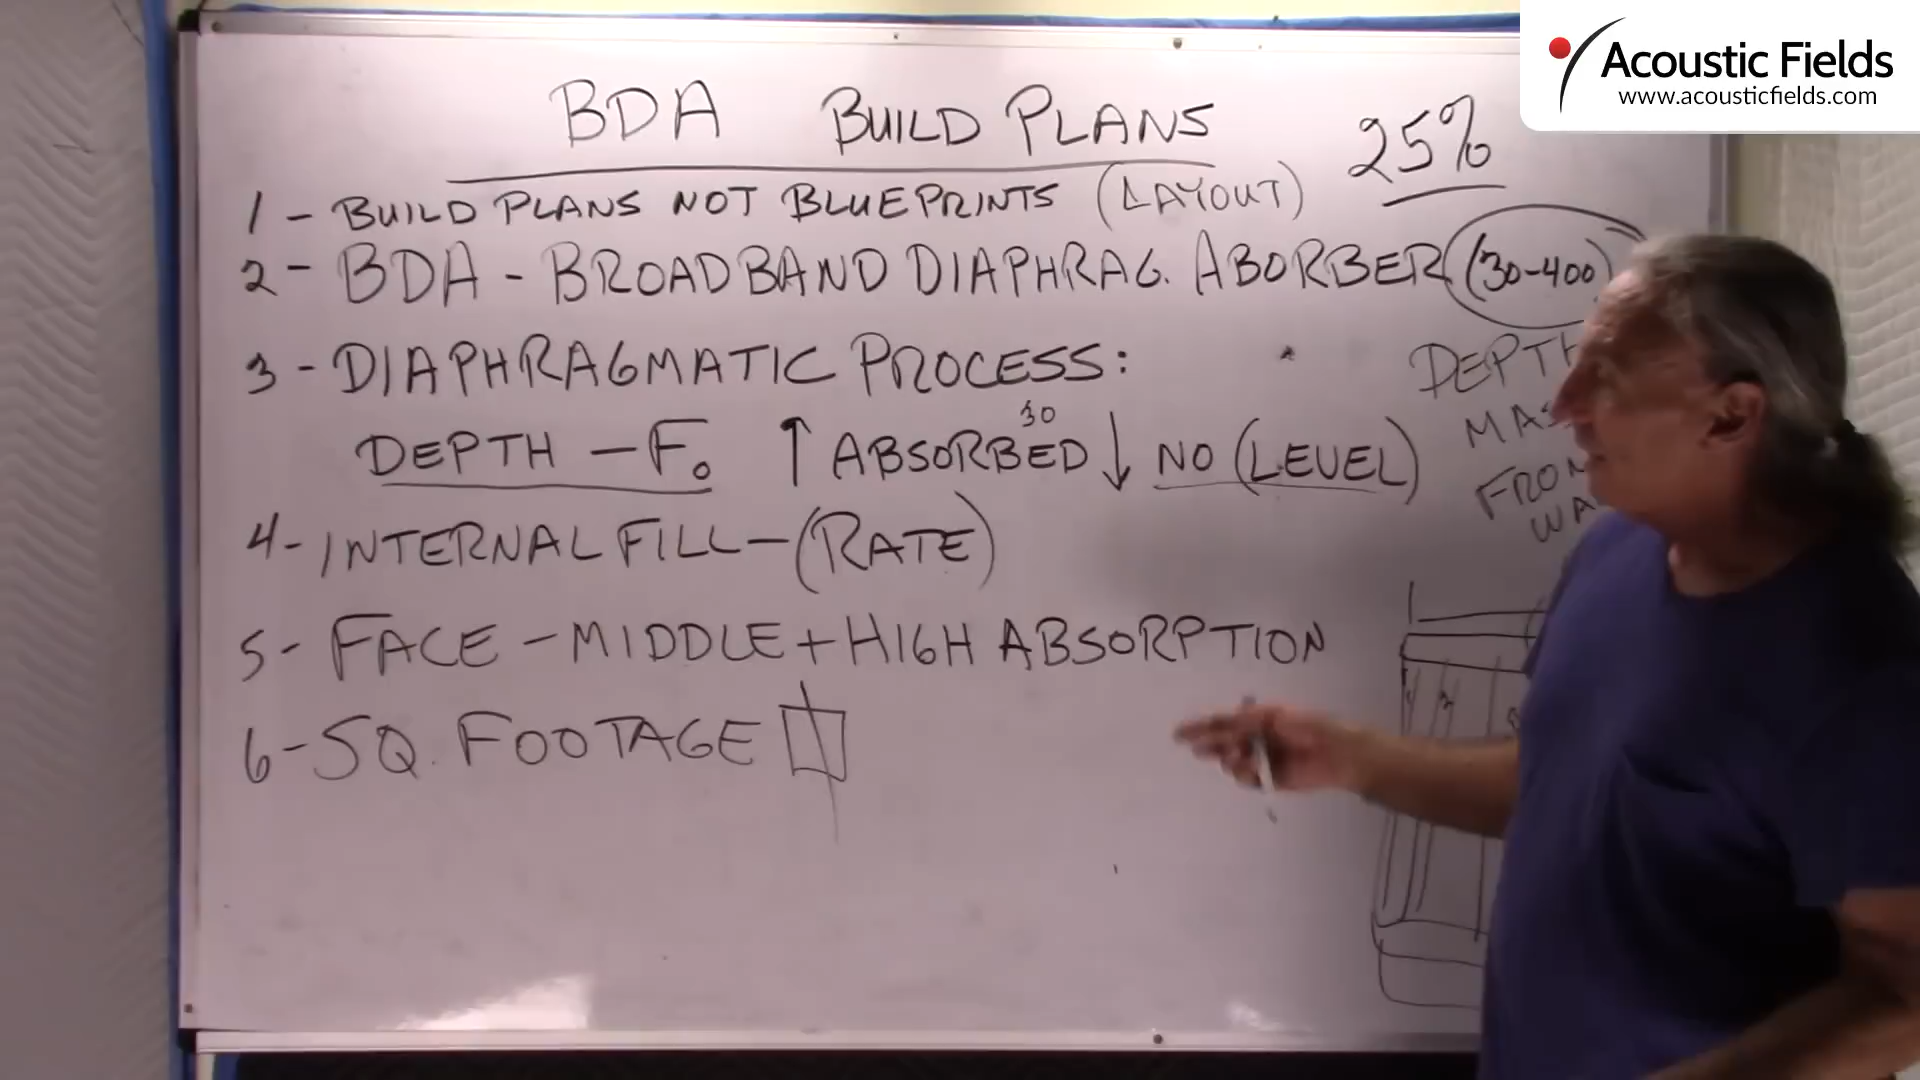 Acoustic Fields
www.acousticfields.com
BDA BUILD PLANS
25%
1 - BUILD PLANS NOT BLUEPRINTS (LAYOUT)
2 - BDA - BROADBAND DIAPHRAG. ABORBER (30-400)
3 - DIAPHRAGMATIC PROCESS:
DEPTH - Fo ↑ ABSORBED ↓ NO (LEVEL)
30
4 - INTERNAL FILL - (RATE)
5 - FACE - MIDDLE + HIGH ABSORPTION
6 - SQ. FOOTAGE
DEPTH